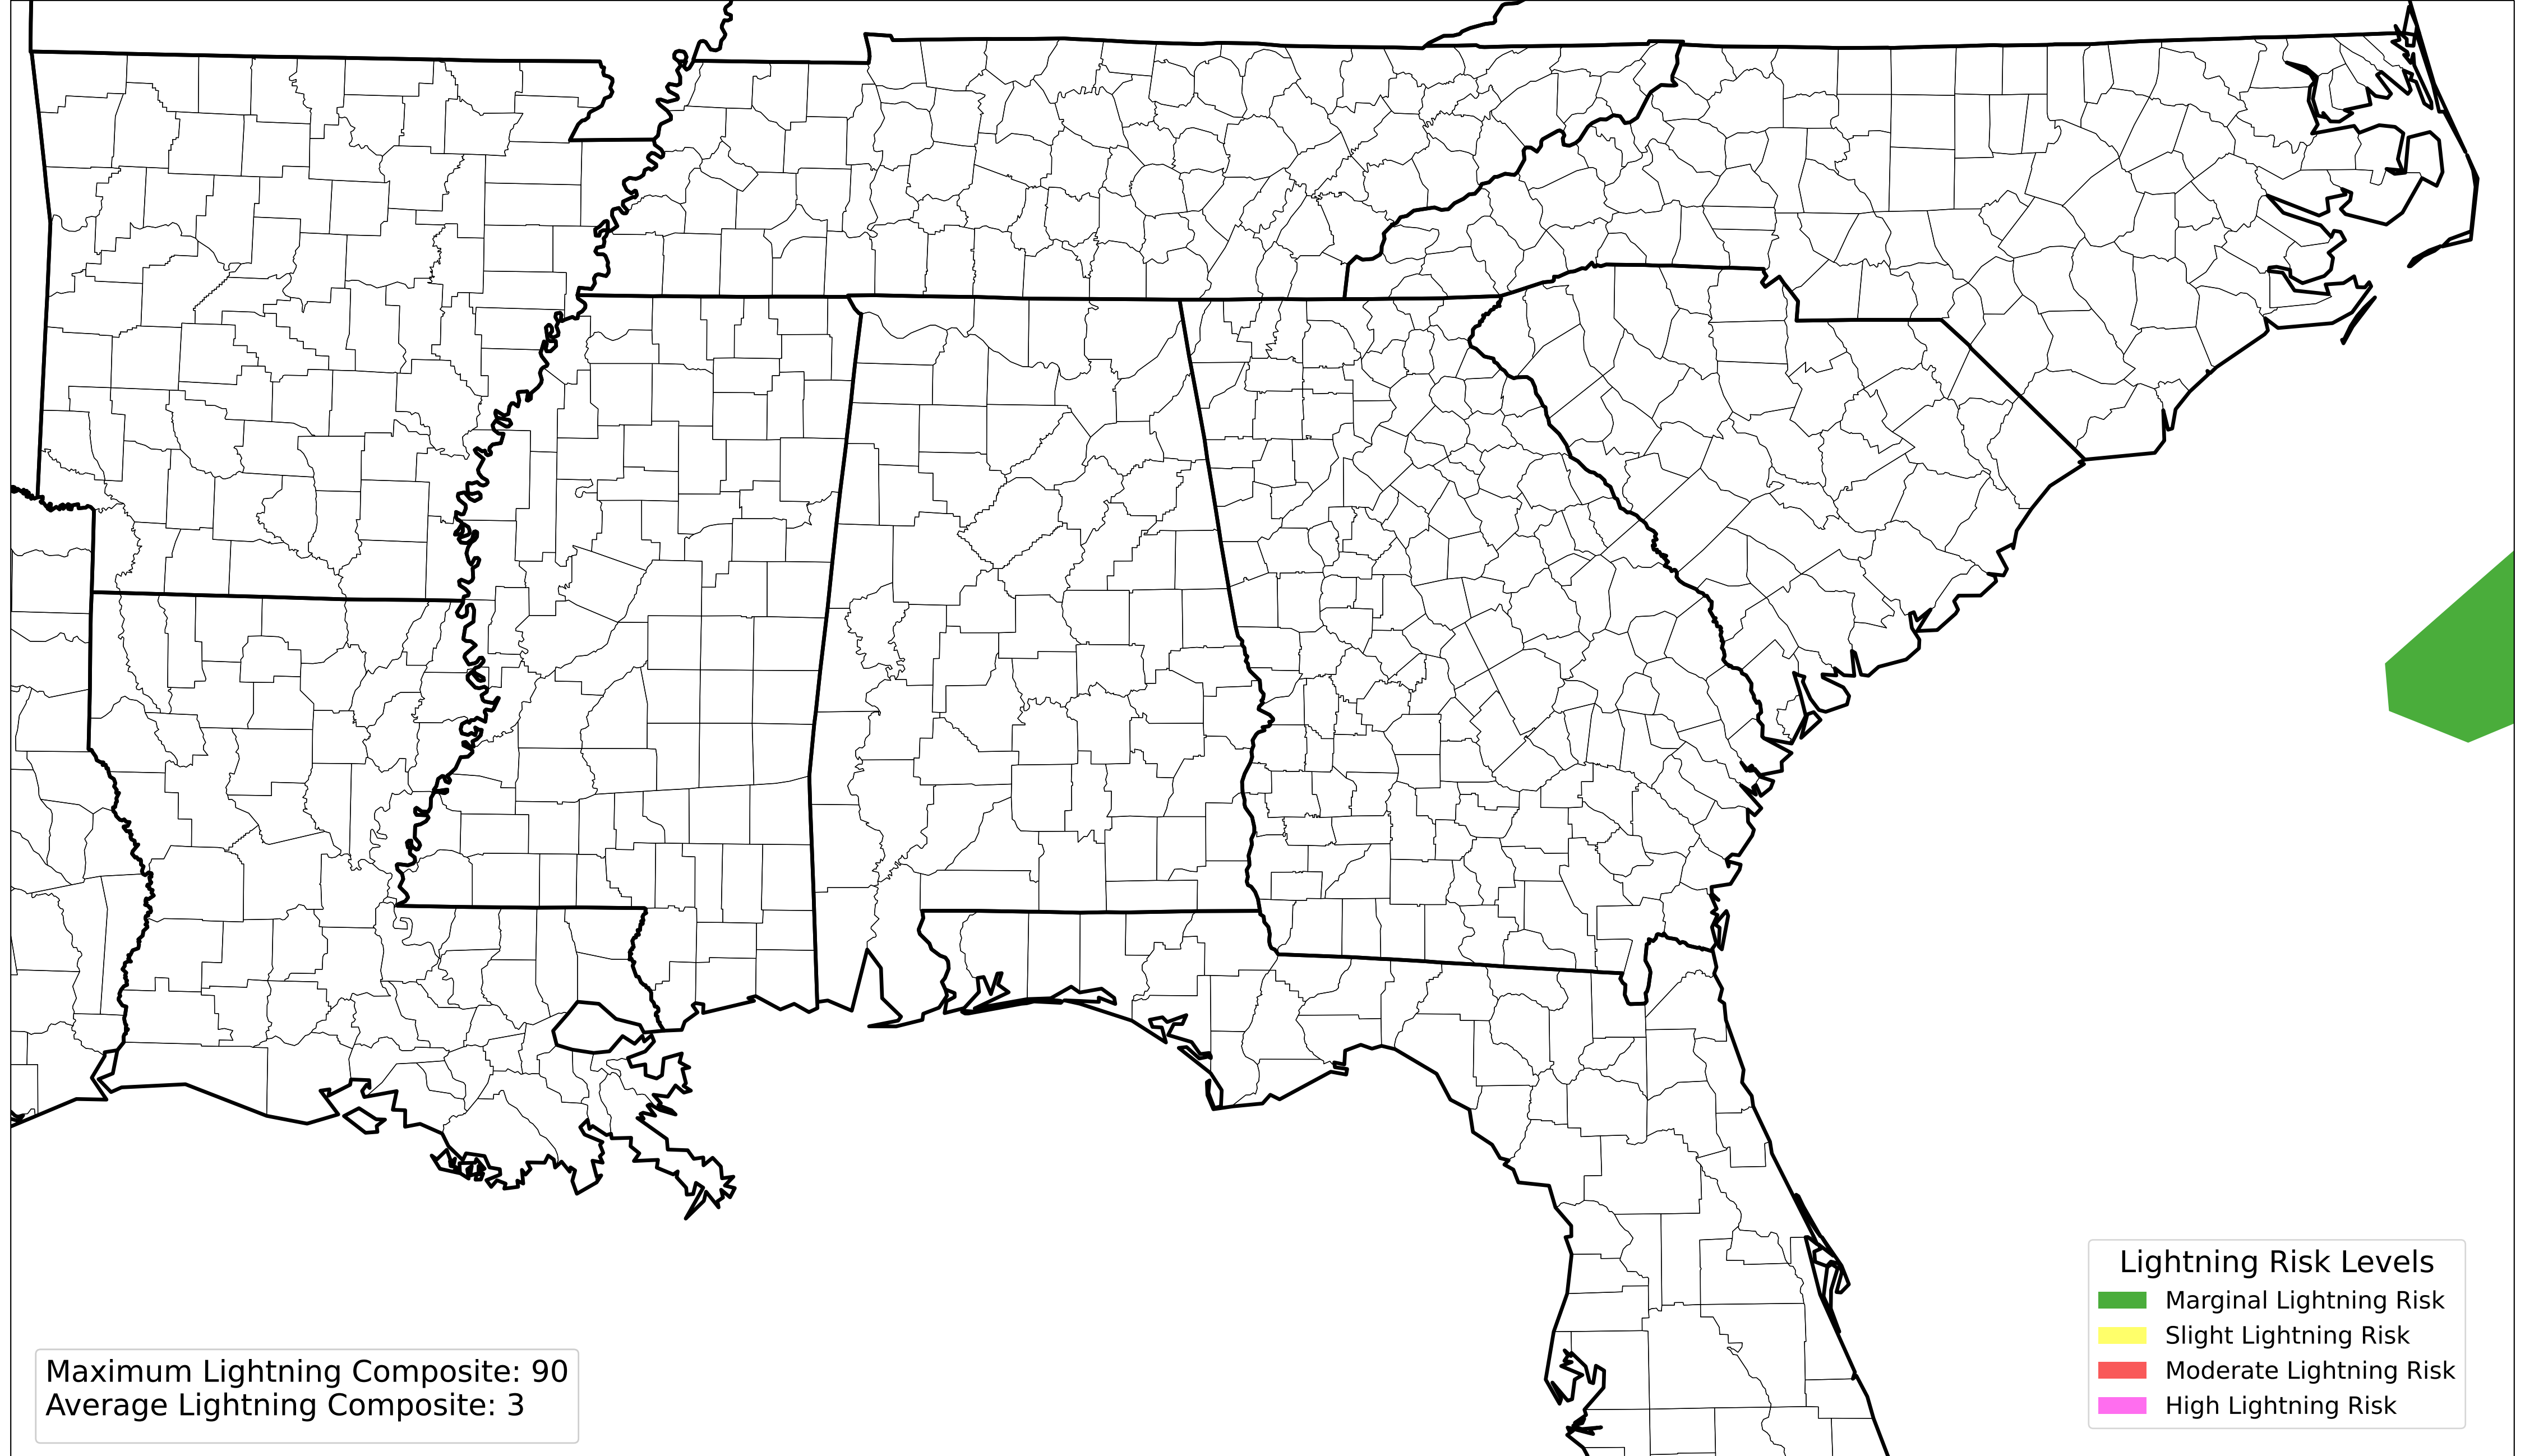 Maximum Lightning Composite: 90
Average Lightning Composite: 3
Lightning Risk Levels
Marginal Lightning Risk
Slight Lightning Risk
Moderate Lightning Risk
High Lightning Risk